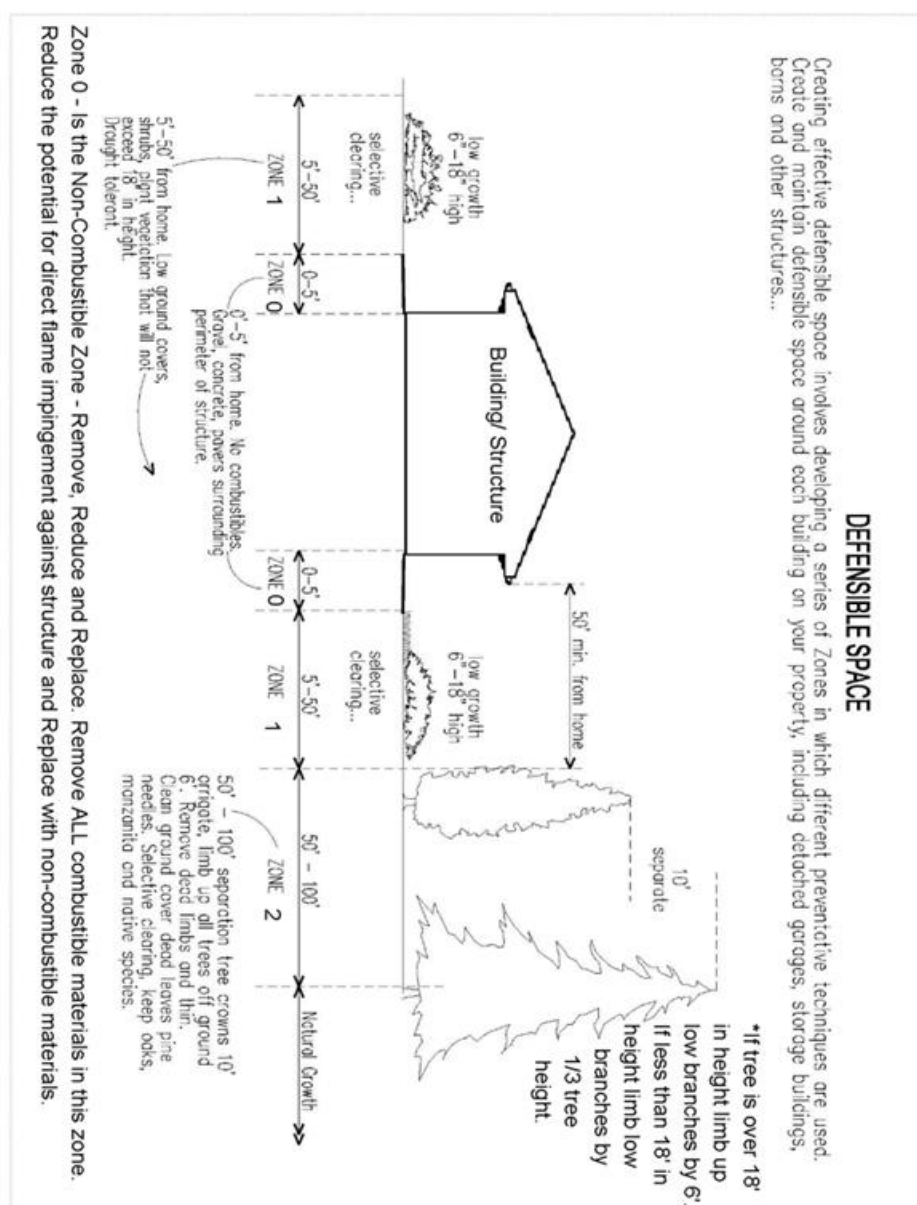 DEFENSIBLE SPACE
Creating effective defensible space involves developing a series of Zones in which different preventative techniques are used.
Create and maintain defensible space around each building on your property, including detached garages, storage buildings,
barns and other structures...
*If tree is over 18'
in height limb up
low branches by 6'.
If less than 18' in
height limb low
branches by
1/3 tree
height.
10'
separate
50' min. from home
Building/ Structure
low growth
6"-18" high
selective
clearing...
low growth
6"-18" high
selective
clearing...
5'-50'
0-5'
0-5'
5'-50'
50' - 100'
Natural Growth
ZONE 1
ZONE 0
ZONE 0
ZONE 1
ZONE 2
0'-5' from home. No combustibles.
Gravel, concrete, pavers surrounding
perimeter of structure.
5'-50' from home. Low ground covers,
shrubs, plant vegetation that will not
exceed 18" in height.
Drought tolerant.
50' - 100' separation tree crowns 10'
orrigate, limb up all trees off ground
6'. Remove dead limbs and thin.
Clean ground cover dead leaves pine
needles. Selective clearing, keep oaks,
manzanita and native species.
Zone 0 - Is the Non-Combustible Zone - Remove, Reduce and Replace. Remove ALL combustible materials in this zone.
Reduce the potential for direct flame impingement against structure and Replace with non-combustible materials.